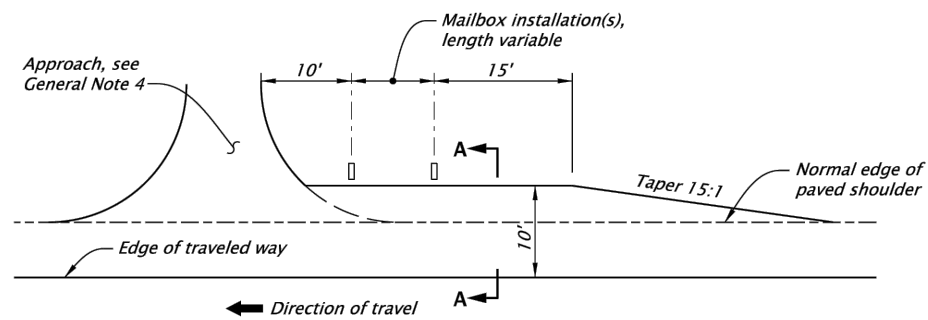 Mailbox installation(s),
length variable
Approach, see
General Note 4
10'
15'
A
Taper 15:1
Normal edge of
paved shoulder
10'
Edge of traveled way
A
Direction of travel